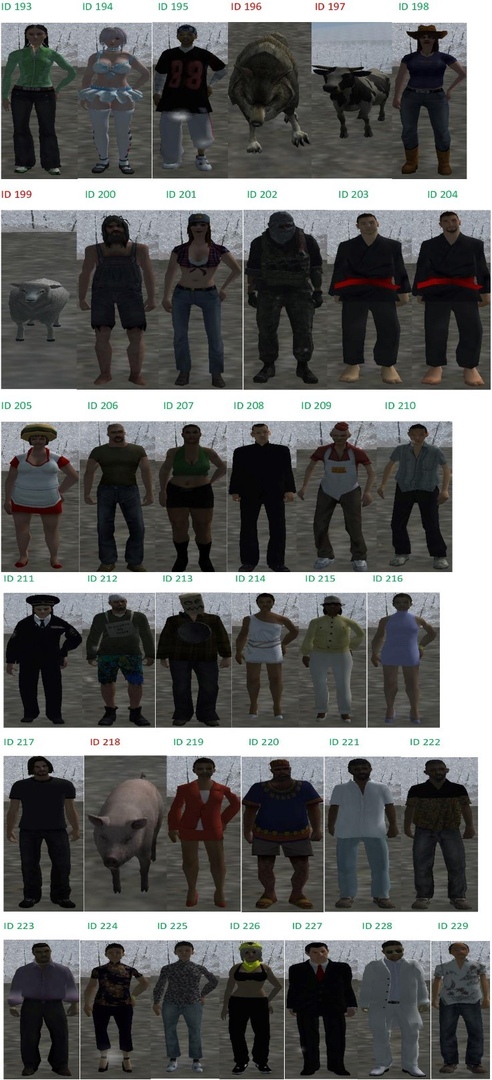 ID 193 ID 194 ID 195 ID 196 ID 197 ID 198
88
ID 199 ID 200 ID 201 ID 202 ID 203 ID 204
ID 205 ID 206 ID 207 ID 208 ID 209 ID 210
ID 211 ID 212 ID 213 ID 214 ID 215 ID 216
ID 217 ID 218 ID 219 ID 220 ID 221 ID 222
ID 223 ID 224 ID 225 ID 226 ID 227 ID 228 ID 229